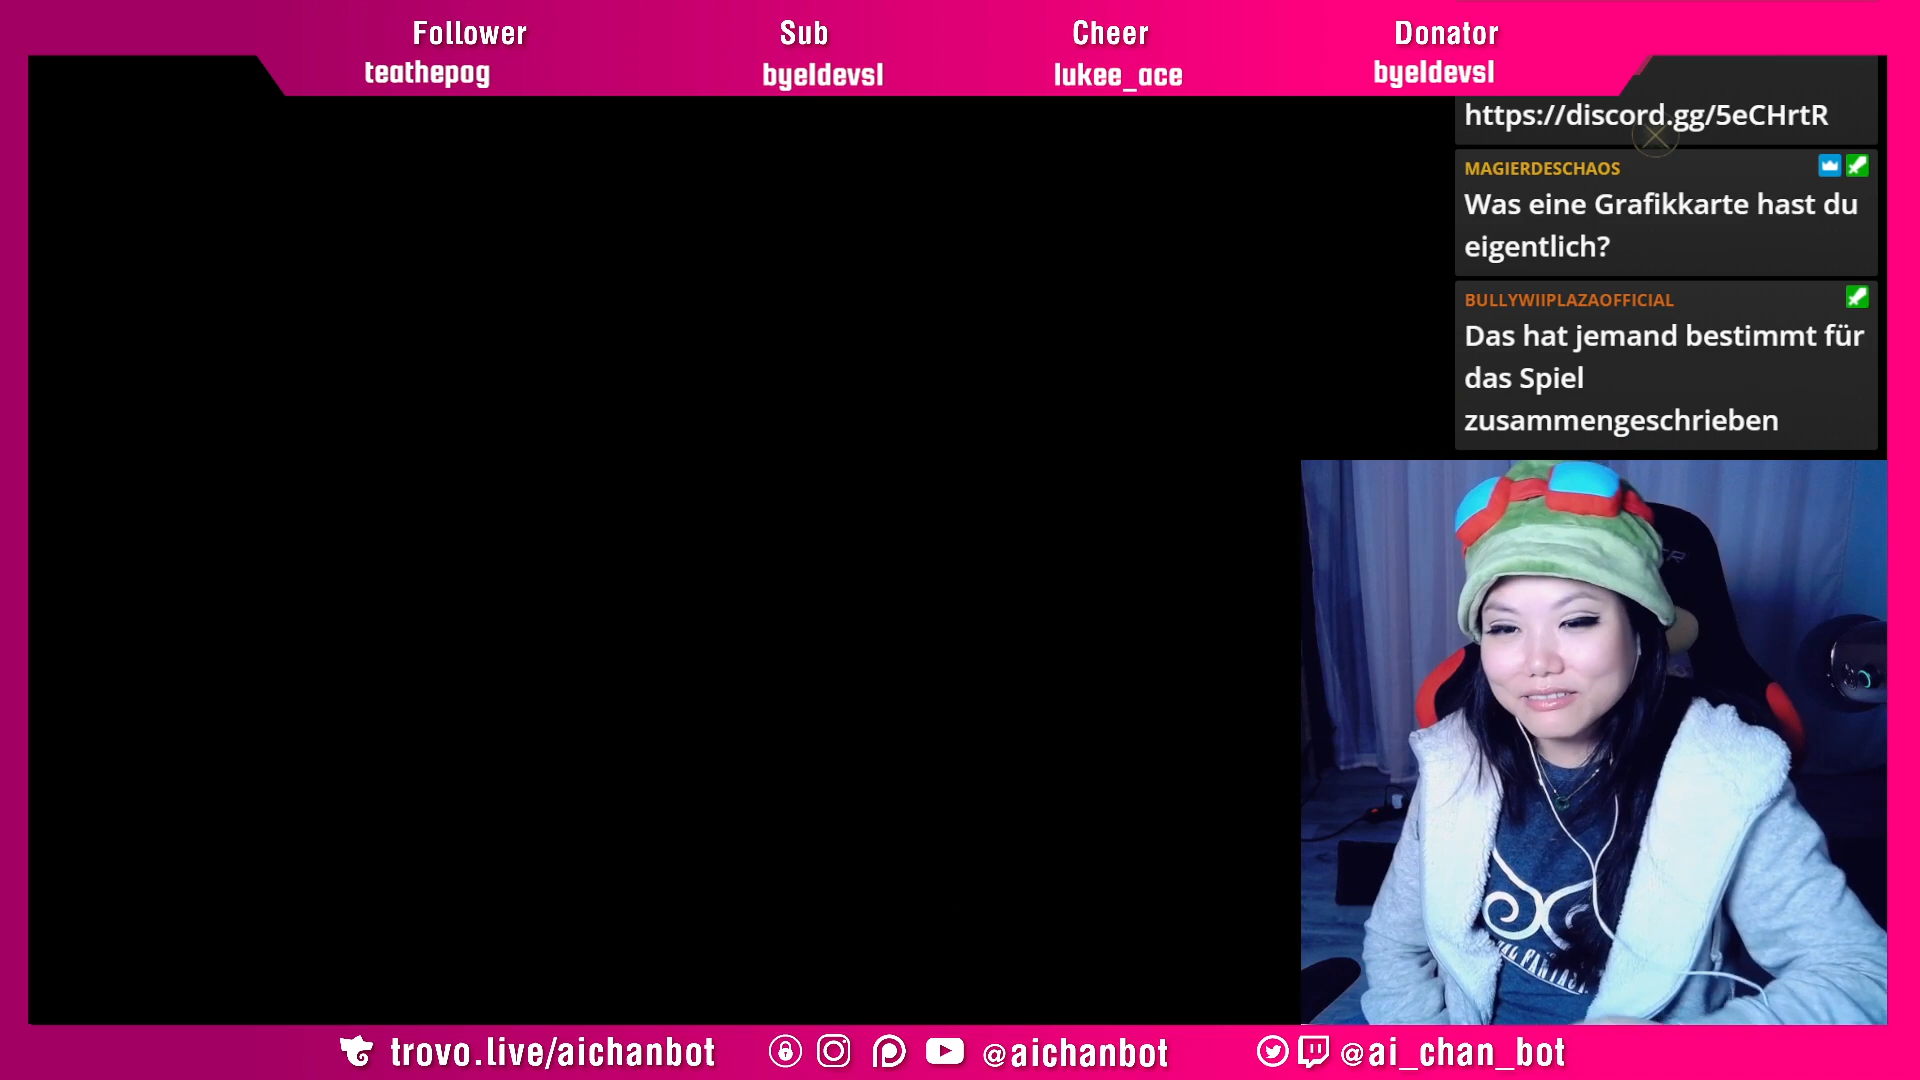 Follower
teathepog
Sub
byeldevsl
Cheer
lukee_ace
Donator
byeldevsl
https://discord.gg/5eCHrtR
MAGIERDESCHAOS
Was eine Grafikkarte hast du
eigentlich?
BULLYWIIPLAZAOFFICIAL
Das hat jemand bestimmt für
das Spiel
zusammengeschrieben
trovo.live/aichanbot
@aichanbot
@ai_chan_bot